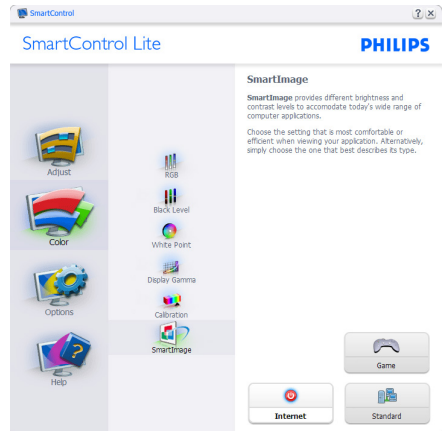 SmartControl
SmartControl Lite
PHILIPS
Adjust
Color
Options
Help
RGB
Black Level
White Point
Display Gamma
Calibration
SmartImage
SmartImage
SmartImage provides different brightness and
contrast levels to accomodate today's wide range of
computer applications.
Choose the setting that is most comfortable or
efficient when viewing your application. Alternatively,
simply choose the one that best describes its type.
Game
Internet
Standard